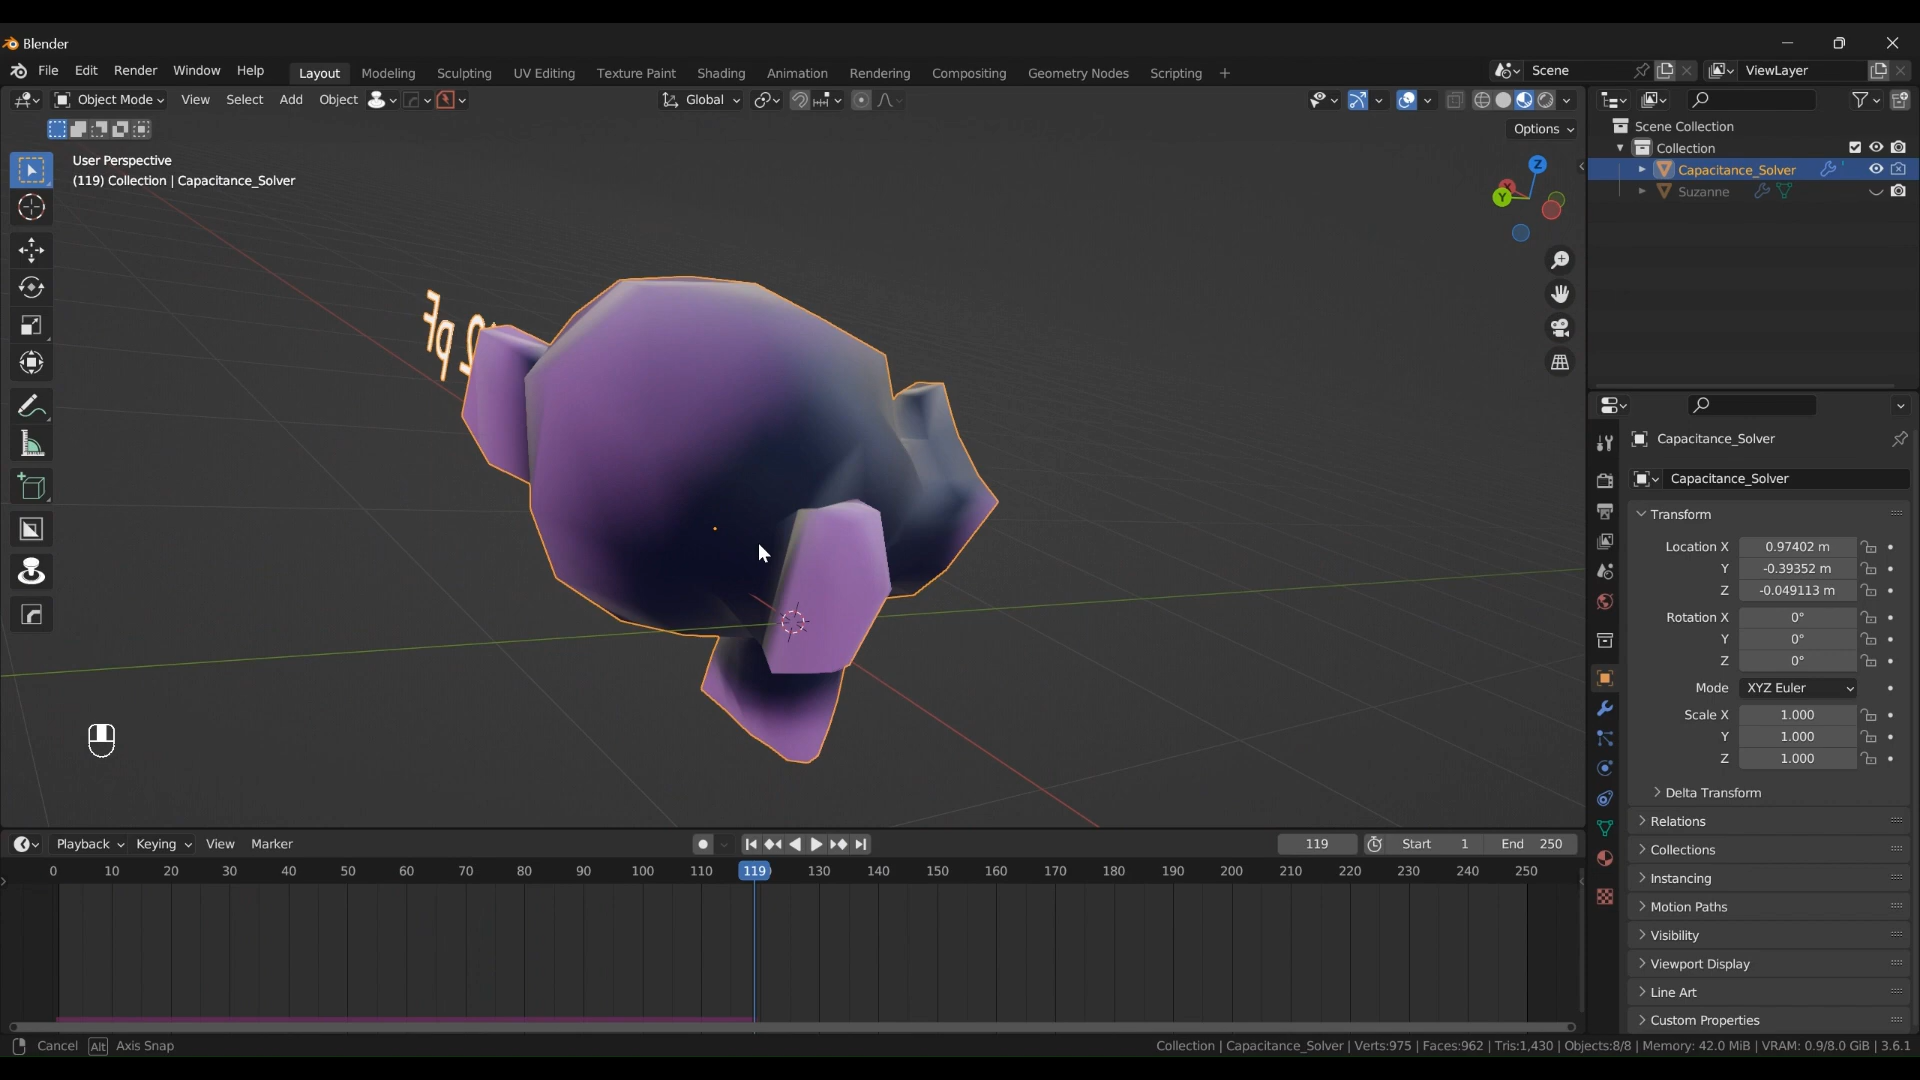 Blender
File Edit Render Window Help Layout Modeling Sculpting UV Editing Texture Paint Shading Animation Rendering Compositing Geometry Nodes Scripting + Scene ViewLayer
Object Mode View Select Add Object Global
Options
User Perspective
(119) Collection | Capacitance_Solver
Z
X
Y
pF
Scene Collection
Collection
Capacitance_Solver
Suzanne
Capacitance_Solver
Capacitance_Solver
Transform
Location X 0.97402 m
Y -0.39352 m
Z -0.049113 m
Rotation X 0°
Y 0°
Z 0°
Mode XYZ Euler
Scale X 1.000
Y 1.000
Z 1.000
Delta Transform
Relations
Collections
Instancing
Motion Paths
Visibility
Viewport Display
Line Art
Custom Properties
Playback Keying View Marker 119 Start 1 End 250
0 10 20 30 40 50 60 70 80 90 100 110 119 130 140 150 160 170 180 190 200 210 220 230 240 250
Cancel Alt Axis Snap
Collection | Capacitance_Solver | Verts:975 | Faces:962 | Tris:1,430 | Objects:8/8 | Memory: 42.0 MiB | VRAM: 0.9/8.0 GiB | 3.6.1